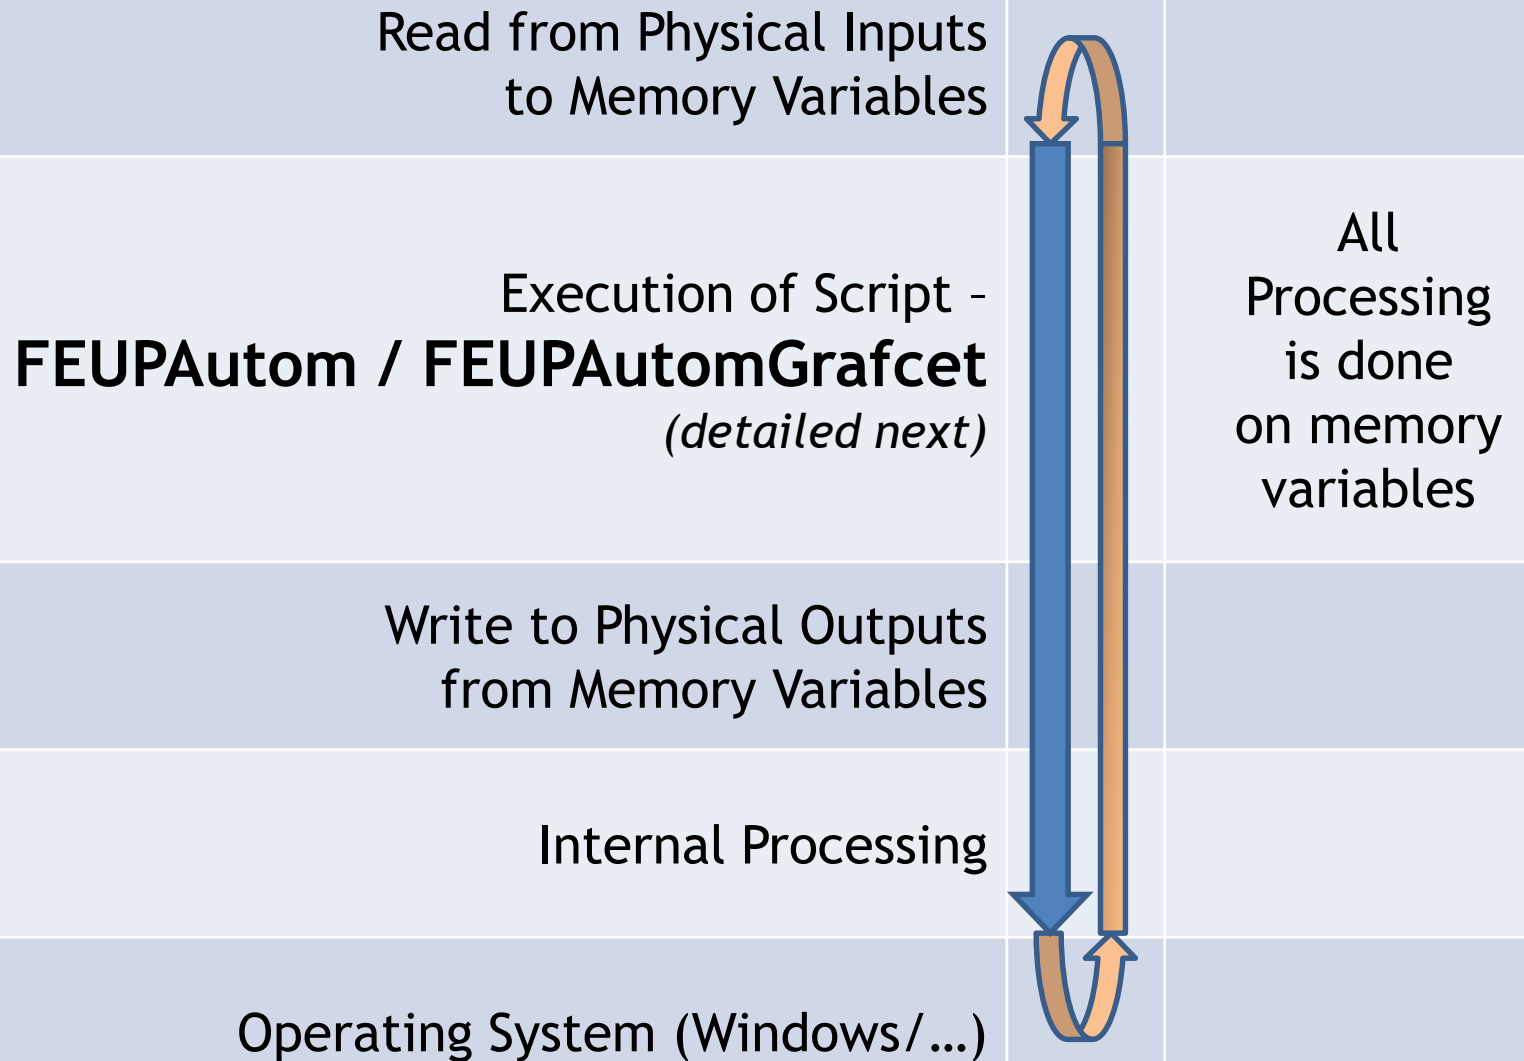 Read from Physical Inputs
to Memory Variables
Execution of Script –
FEUPAutom / FEUPAutomGrafcet
(detailed next)
All
Processing
is done
on memory
variables
Write to Physical Outputs
from Memory Variables
Internal Processing
Operating System (Windows/…)